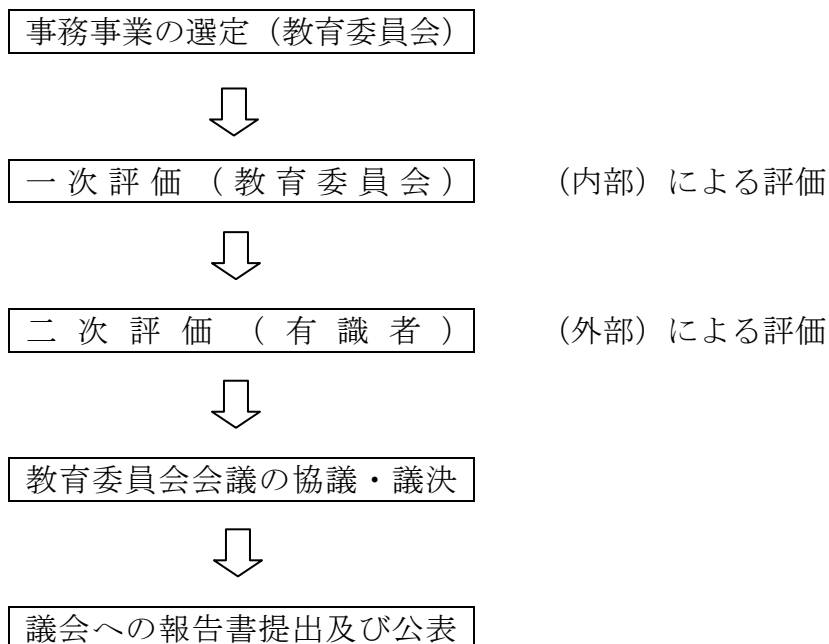 事務事業の選定（教育委員会）
一次評価（教育委員会） （内部）による評価
二次評価（有識者） （外部）による評価
教育委員会会議の協議・議決
議会への報告書提出及び公表